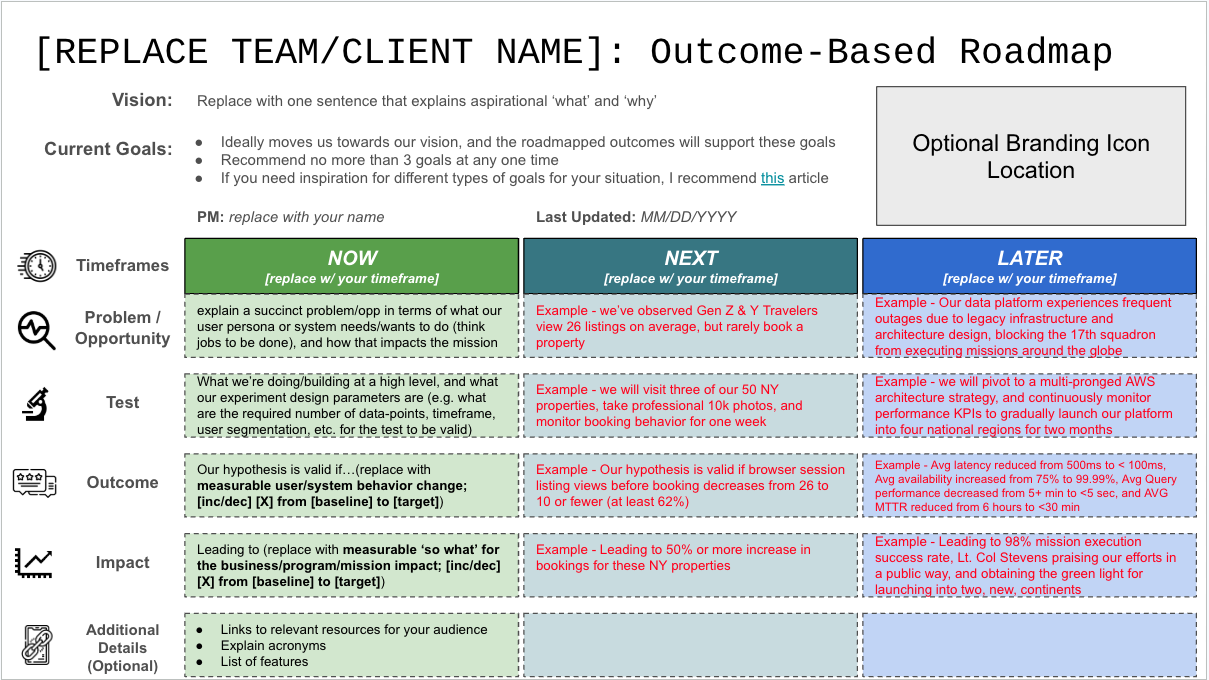 [REPLACE TEAM/CLIENT NAME]: Outcome-Based Roadmap
Vision:
Replace with one sentence that explains aspirational ‘what’ and ‘why’
Current Goals:
● Ideally moves us towards our vision, and the roadmapped outcomes will support these goals
● Recommend no more than 3 goals at any one time
● If you need inspiration for different types of goals for your situation, I recommend this article
Optional Branding Icon
Location
PM: replace with your name
Last Updated: MM/DD/YYYY
Timeframes
NOW
[replace w/ your timeframe]
NEXT
[replace w/ your timeframe]
LATER
[replace w/ your timeframe]
Problem /
Opportunity
explain a succinct problem/opp in terms of what our
user persona or system needs/wants to do (think
jobs to be done), and how that impacts the mission
Example - we’ve observed Gen Z & Y Travelers
view 26 listings on average, but rarely book a
property
Example - Our data platform experiences frequent
outages due to legacy infrastructure and
architecture design, blocking the 17th squadron
from executing missions around the globe
Test
What we’re doing/building at a high level, and what
our experiment design parameters are (e.g. what
are the required number of data-points, timeframe,
user segmentation, etc. for the test to be valid)
Example - we will visit three of our 50 NY
properties, take professional 10k photos, and
monitor booking behavior for one week
Example - we will pivot to a multi-pronged AWS
architecture strategy, and continuously monitor
performance KPIs to gradually launch our platform
into four national regions for two months
Outcome
Our hypothesis is valid if…(replace with
measurable user/system behavior change;
[inc/dec] [X] from [baseline] to [target])
Example - Our hypothesis is valid if browser session
listing views before booking decreases from 26 to
10 or fewer (at least 62%)
Example - Avg latency reduced from 500ms to < 100ms,
Avg availability increased from 75% to 99.99%, Avg Query
performance decreased from 5+ min to <5 sec, and AVG
MTTR reduced from 6 hours to <30 min
Impact
Leading to (replace with measurable ‘so what’ for
the business/program/mission impact; [inc/dec]
[X] from [baseline] to [target])
Example - Leading to 50% or more increase in
bookings for these NY properties
Example - Leading to 98% mission execution
success rate, Lt. Col Stevens praising our efforts in
a public way, and obtaining the green light for
launching into two, new, continents
Additional
Details
(Optional)
● Links to relevant resources for your audience
● Explain acronyms
● List of features